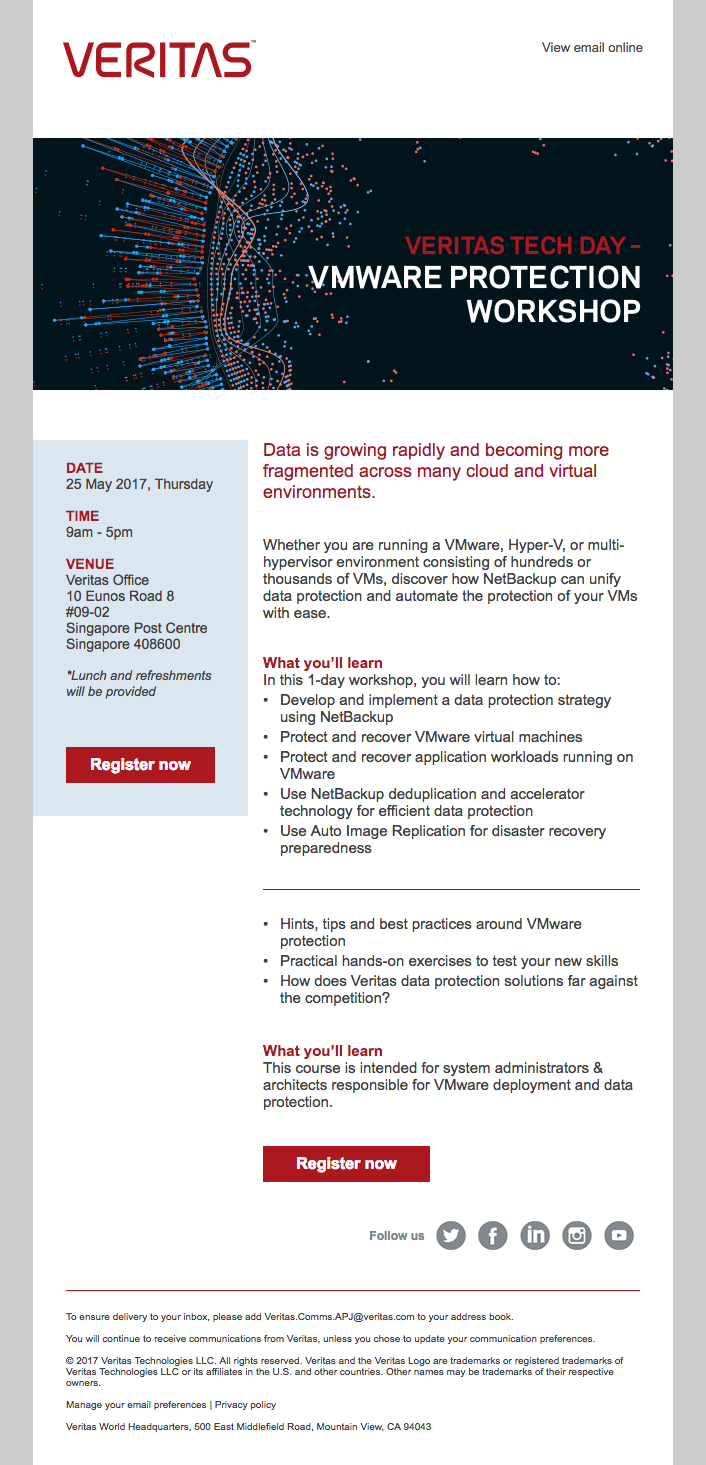 VERITAS™
View email online
VERITAS TECH DAY –
VMWARE PROTECTION
WORKSHOP
DATE
25 May 2017, Thursday
TIME
9am - 5pm
VENUE
Veritas Office
10 Eunos Road 8
#09-02
Singapore Post Centre
Singapore 408600
*Lunch and refreshments
will be provided
Register now
Data is growing rapidly and becoming more
fragmented across many cloud and virtual
environments.
Whether you are running a VMware, Hyper-V, or multi-
hypervisor environment consisting of hundreds or
thousands of VMs, discover how NetBackup can unify
data protection and automate the protection of your VMs
with ease.
What you’ll learn
In this 1-day workshop, you will learn how to:
• Develop and implement a data protection strategy
using NetBackup
• Protect and recover VMware virtual machines
• Protect and recover application workloads running on
VMware
• Use NetBackup deduplication and accelerator
technology for efficient data protection
• Use Auto Image Replication for disaster recovery
preparedness
• Hints, tips and best practices around VMware
protection
• Practical hands-on exercises to test your new skills
• How does Veritas data protection solutions far against
the competition?
What you’ll learn
This course is intended for system administrators &
architects responsible for VMware deployment and data
protection.
Register now
Follow us
To ensure delivery to your inbox, please add Veritas.Comms.APJ@veritas.com to your address book.
You will continue to receive communications from Veritas, unless you chose to update your communication preferences.
© 2017 Veritas Technologies LLC. All rights reserved. Veritas and the Veritas Logo are trademarks or registered trademarks of
Veritas Technologies LLC or its affiliates in the U.S. and other countries. Other names may be trademarks of their respective
owners.
Manage your email preferences | Privacy policy
Veritas World Headquarters, 500 East Middlefield Road, Mountain View, CA 94043